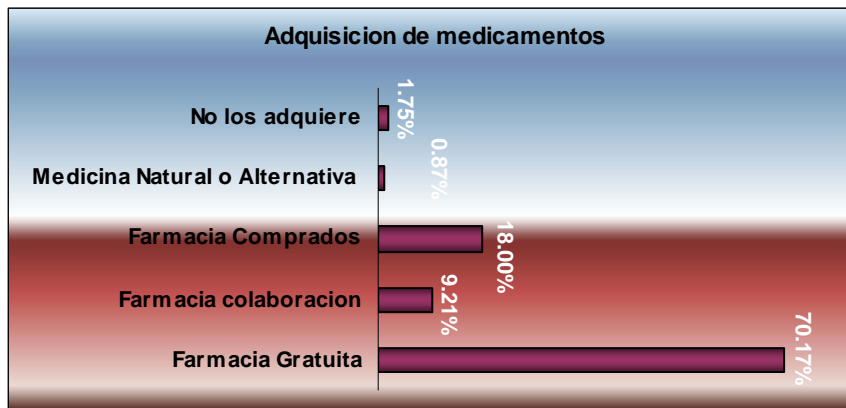 Adquisicion de medicamentos
No los adquiere
1.75%
Medicina Natural o Alternativa
0.87%
Farmacia Comprados
18.00%
Farmacia colaboracion
9.21%
Farmacia Gratuita
70.17%